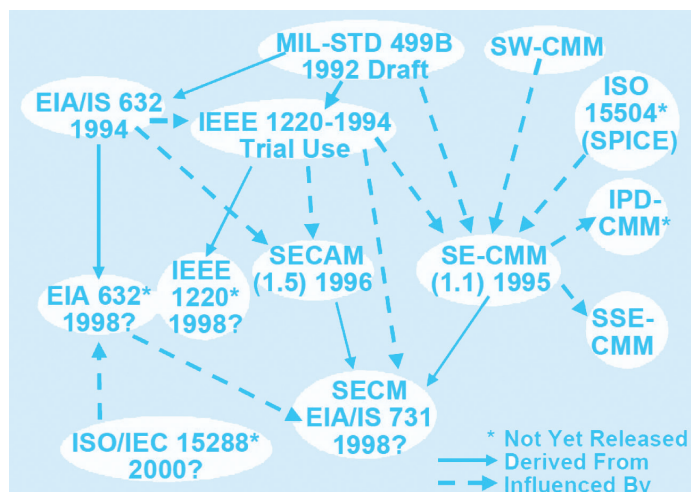 MIL-STD 499B
1992 Draft
SW-CMM
ISO
15504*
(SPICE)
EIA/IS 632
1994
IEEE 1220-1994
Trial Use
IPD-
CMM*
SECAM
(1.5) 1996
SE-CMM
(1.1) 1995
IEEE
1220*
1998?
EIA 632*
1998?
SSE-
CMM
SECM
EIA/IS 731
1998?
ISO/IEC 15288*
2000?
* Not Yet Released
Derived From
Influenced By